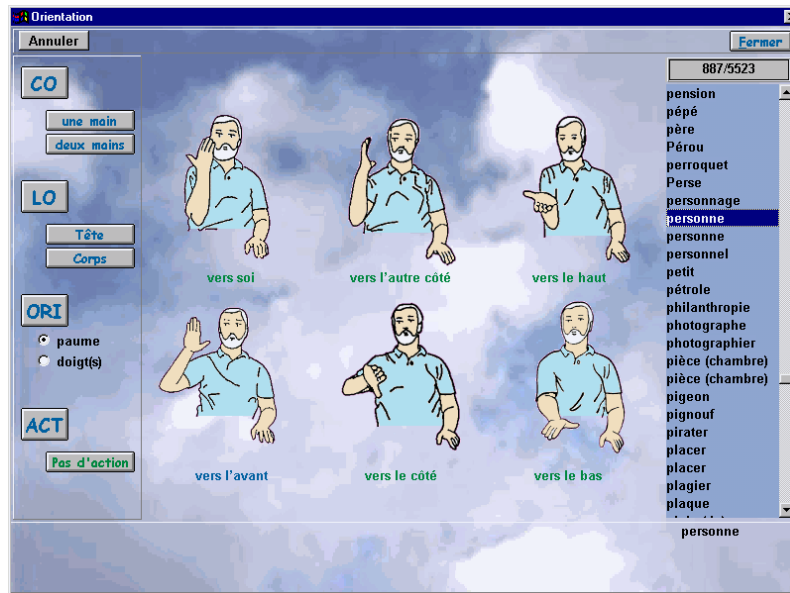 Orientation
Annuler
Fermer
CO
une main
deux mains
LO
Tête
Corps
ORI
paume
doigt(s)
ACT
Pas d'action
vers soi
vers l'autre côté
vers le haut
vers l'avant
vers le côté
vers le bas
887/5523
pension
pépé
père
Pérou
perroquet
Perse
personnage
personne
personne
personnel
petit
pétrole
philanthropie
photographe
photographier
pièce (chambre)
pièce (chambre)
pigeon
pignouf
pirater
placer
placer
plagier
plaque
personne